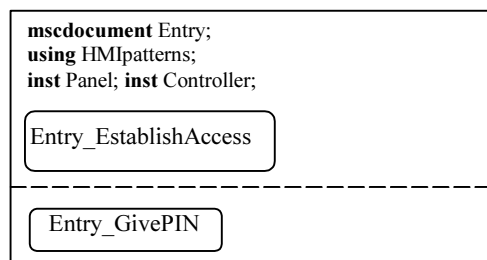 mscdocument Entry;
using HMIpatterns;
inst Panel; inst Controller;
Entry_EstablishAccess
Entry_GivePIN